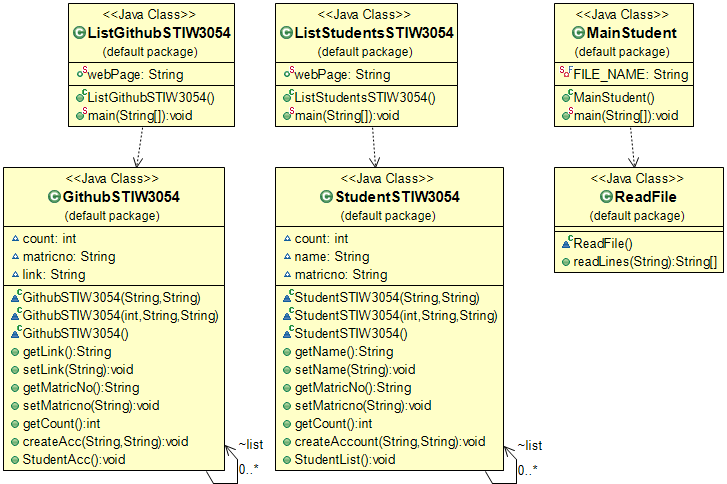 <<Java Class>>
ListGithubSTIW3054
(default package)
webPage: String
ListGithubSTIW3054()
main(String[]):void
<<Java Class>>
ListStudentsSTIW3054
(default package)
webPage: String
ListStudentsSTIW3054()
main(String[]):void
<<Java Class>>
MainStudent
(default package)
FILE_NAME: String
MainStudent()
main(String[]):void
<<Java Class>>
GithubSTIW3054
(default package)
count: int
matricno: String
link: String
GithubSTIW3054(String,String)
GithubSTIW3054(int,String,String)
GithubSTIW3054()
getLink():String
setLink(String):void
getMatricNo():String
setMatricno(String):void
getCount():int
createAcc(String,String):void
StudentAcc():void
~list
0..*
<<Java Class>>
StudentSTIW3054
(default package)
count: int
name: String
matricno: String
StudentSTIW3054(String,String)
StudentSTIW3054(int,String,String)
StudentSTIW3054()
getName():String
setName(String):void
getMatricNo():String
setMatricno(String):void
getCount():int
createAccount(String,String):void
StudentList():void
~list
0..*
<<Java Class>>
ReadFile
(default package)
ReadFile()
readLines(String):String[]